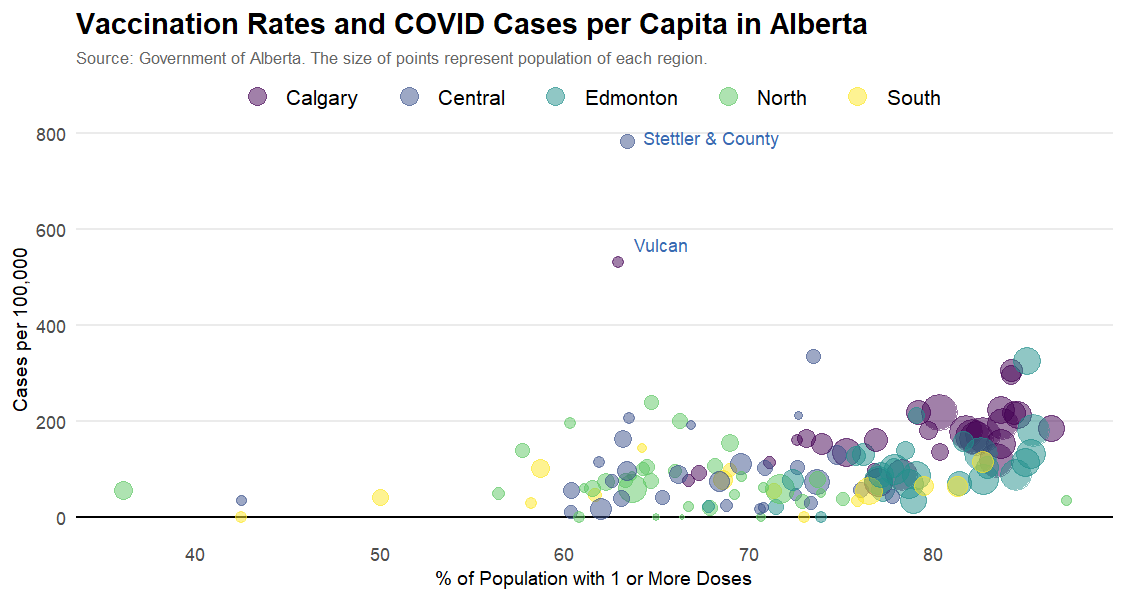 Vaccination Rates and COVID Cases per Capita in Alberta
Source: Government of Alberta. The size of points represent population of each region.
Calgary Central Edmonton North South
800
Stettler & County
600
Vulcan
400
200
0
Cases per 100,000
40 50 60 70 80
% of Population with 1 or More Doses